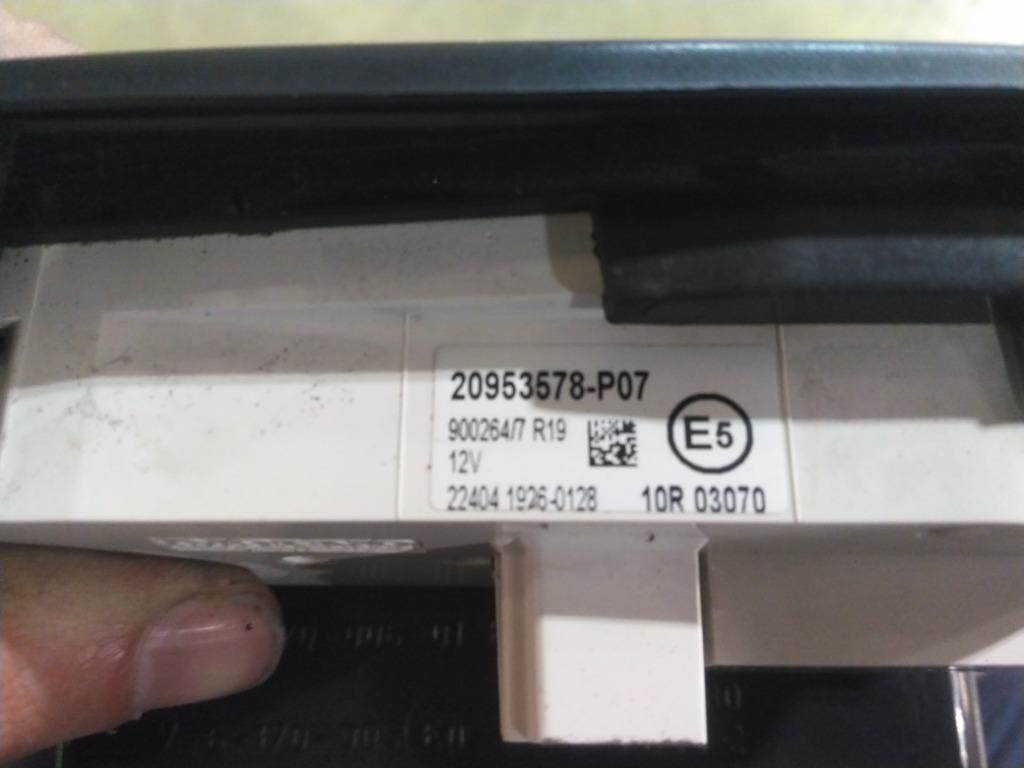 20953578-P07
900264/7 R19
12V
E5
22404 1926-0128 10R 03070